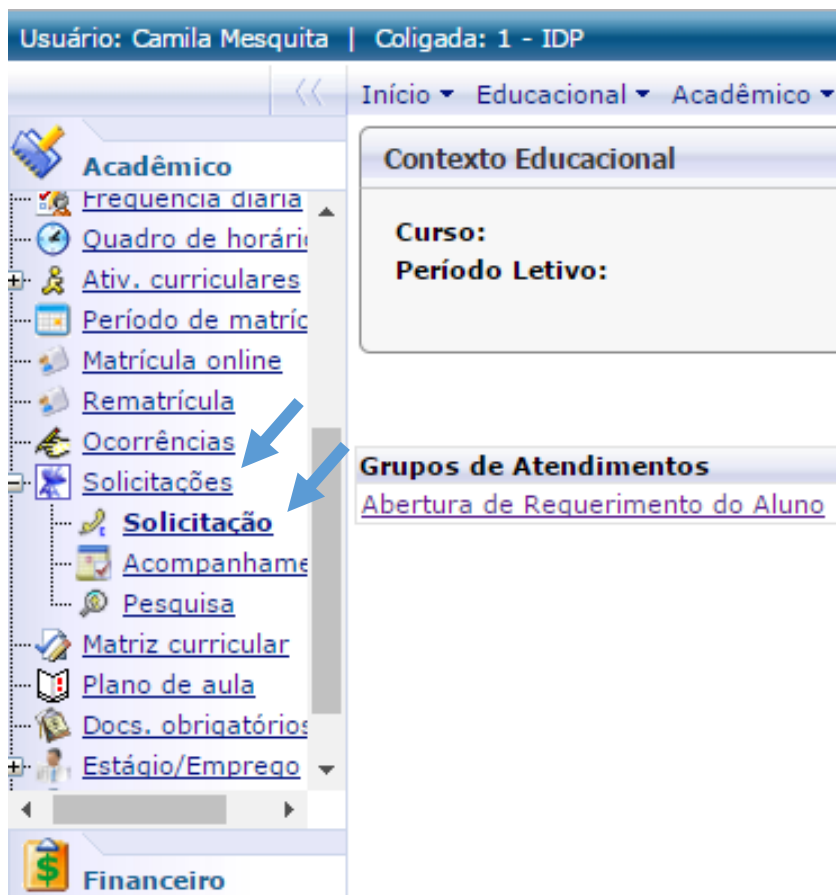 Usuário: Camila Mesquita | Coligada: 1 - IDP
Início Educacional Acadêmico
Acadêmico
Frequência diária
Quadro de horári
Ativ. curriculares
Período de matríc
Matrícula online
Rematrícula
Ocorrências
Solicitações
Solicitação
Acompanhame
Pesquisa
Matriz curricular
Plano de aula
Docs. obrigatórios
Estágio/Emprego
Financeiro
Contexto Educacional
Curso:
Período Letivo:
Grupos de Atendimentos
Abertura de Requerimento do Aluno